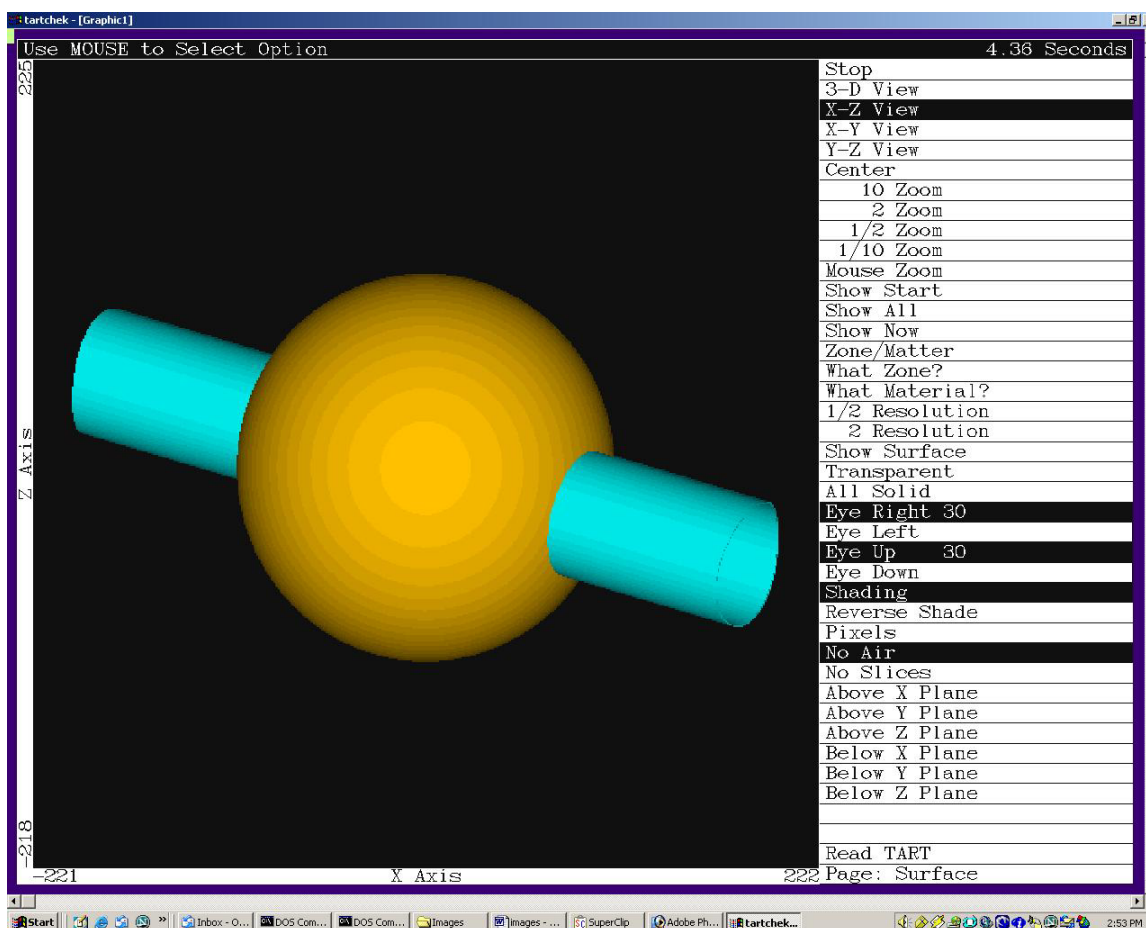 tartchek - [Graphic1]
Use MOUSE to Select Option 4.36 Seconds
225
Z Axis
-218
-221 X Axis 222
Stop
3-D View
X-Z View
X-Y View
Y-Z View
Center
10 Zoom
2 Zoom
1/2 Zoom
1/10 Zoom
Mouse Zoom
Show Start
Show All
Show Now
Zone/Matter
What Zone?
What Material?
1/2 Resolution
2 Resolution
Show Surface
Transparent
All Solid
Eye Right 30
Eye Left
Eye Up 30
Eye Down
Shading
Reverse Shade
Pixels
No Air
No Slices
Above X Plane
Above Y Plane
Above Z Plane
Below X Plane
Below Y Plane
Below Z Plane
Read TART
Page: Surface
Start » Inbox - O... DOS Com... DOS Com... Images images - ... SuperClip Adobe Ph... tartchek... 2:53 PM